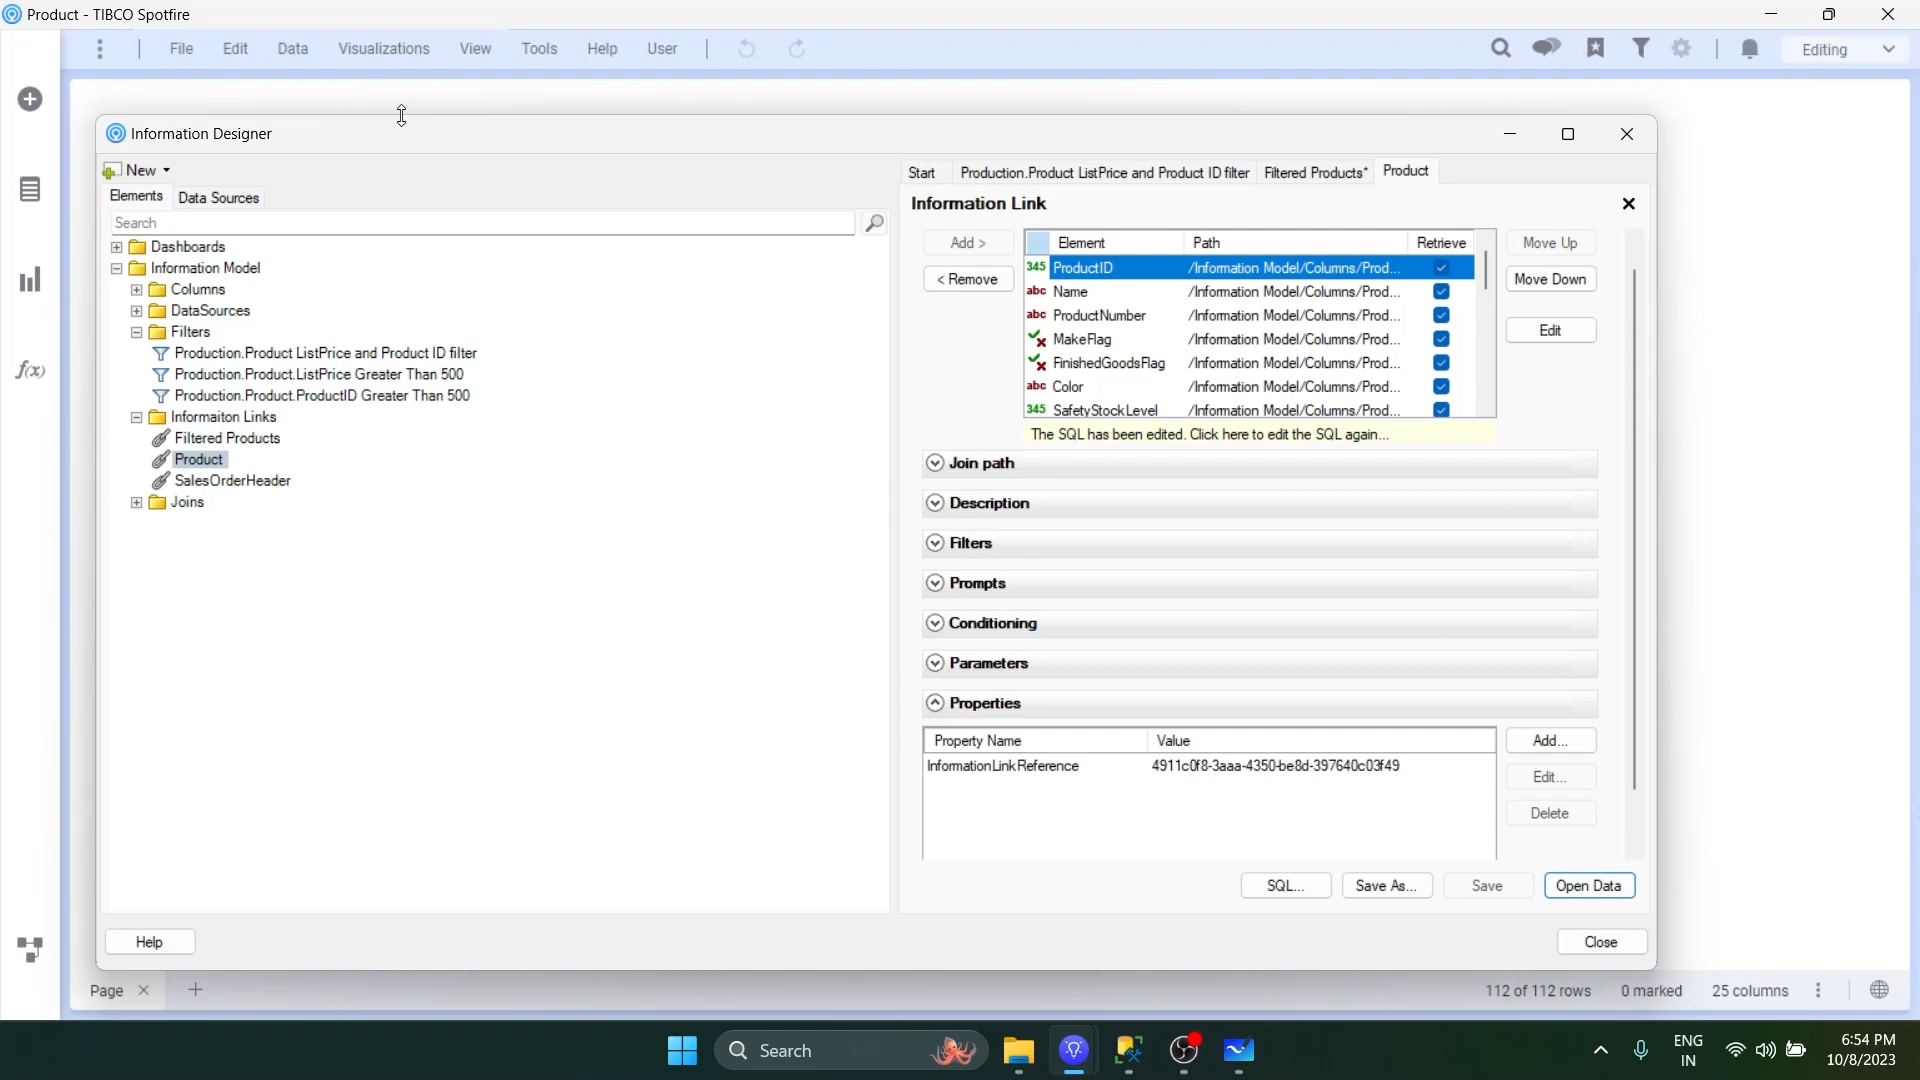 Product - TIBCO Spotfire
File Edit Data Visualizations View Tools Help User Editing
Information Designer
New
Elements Data Sources
Search
Dashboards
Information Model
Columns
DataSources
Filters
Production.Product ListPrice and Product ID filter
Production.Product.ListPrice Greater Than 500
Production.Product.ProductID Greater Than 500
Informaiton Links
Filtered Products
Product
SalesOrderHeader
Joins
Start Production.Product ListPrice and Product ID filter Filtered Products* Product
Information Link
Add >
< Remove
Element Path Retrieve
345 ProductID /Information Model/Columns/Prod...
abc Name /Information Model/Columns/Prod...
abc ProductNumber /Information Model/Columns/Prod...
MakeFlag /Information Model/Columns/Prod...
FinishedGoodsFlag /Information Model/Columns/Prod...
abc Color /Information Model/Columns/Prod...
345 SafetyStockLevel /Information Model/Columns/Prod...
Move Up
Move Down
Edit
The SQL has been edited. Click here to edit the SQL again...
Join path
Description
Filters
Prompts
Conditioning
Parameters
Properties
Property Name Value
InformationLinkReference 4911c0f8-3aaa-4350-be8d-397640c03f49
Add...
Edit...
Delete
SQL... Save As... Save Open Data
Help Close
f(x)
Page 112 of 112 rows 0 marked 25 columns
Search
ENG
IN
6:54 PM
10/8/2023